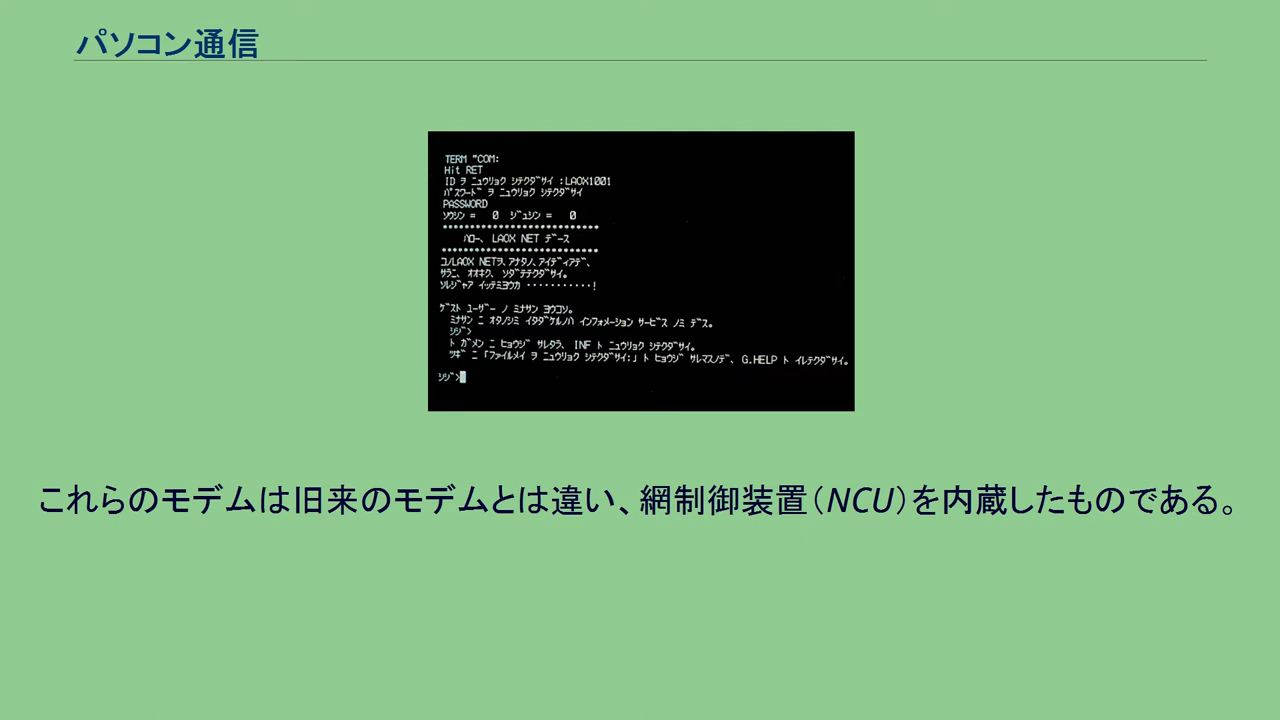 パソコン通信
TERM "COM:
Hit RET
ID ヲ ニュウリョク シテクダサイ :LAOX1001
パスワード ヲ ニュウリョク シテクダサイ
PASSWORD
ソウシン = 0 ジュシン = 0
***************************
ハロー、 LAOX NET デース
***************************
コノLAOX NETヲ、アナタノ、アイディアデ、
サラニ、 オオキク、 ソダテテクダサイ。
ソレジャア イッテミヨウカ ・・・・・・・・・・・!
ゲスト ユーザー ノ ミナサン ヨウコソ。
ミナサン ニ オタノシミ イタダケルノハ インフォメーション サービス ノミ デス。
シジ>
ト ガメン ニ ヒョウジ サレタラ、 INF ト ニュウリョク シテクダサイ。
ツギ ニ 「ファイルメイ ヲ ニュウリョク シテクダサイ:」 ト ヒョウジ サレマスノデ、 G.HELP ト イレテクダサイ。
シジ>
これらのモデムは旧来のモデムとは違い、網制御装置（NCU）を内蔵したものである。